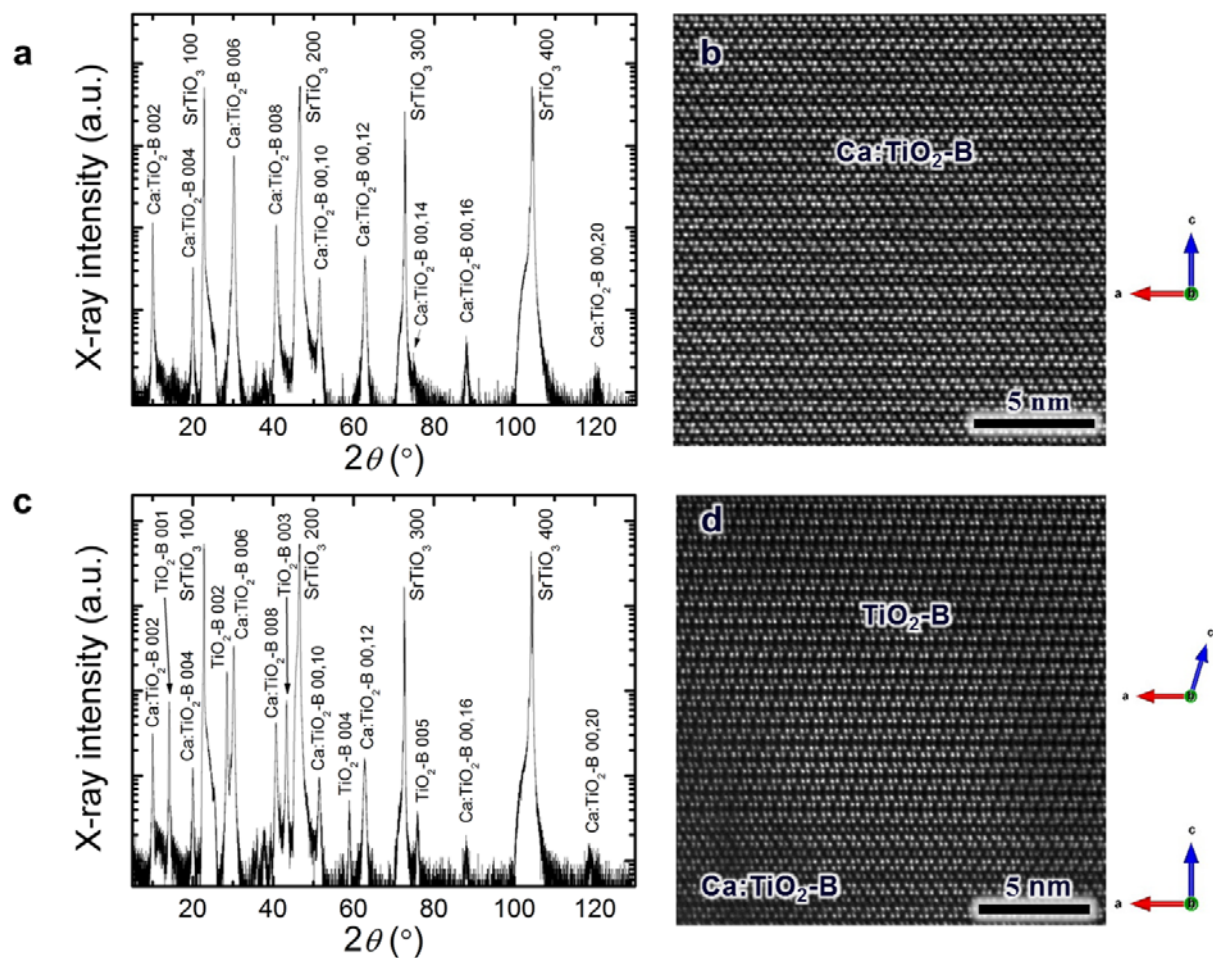 a
X-ray intensity (a.u.)
Ca:TiO₂-B 002
Ca:TiO₂-B 004
SrTiO₃ 100
Ca:TiO₂-B 006
Ca:TiO₂-B 008
SrTiO₃ 200
Ca:TiO₂-B 00,10
Ca:TiO₂-B 00,12
SrTiO₃ 300
Ca:TiO₂-B 00,14
Ca:TiO₂-B 00,16
SrTiO₃ 400
Ca:TiO₂-B 00,20
20 40 60 80 100 120
2θ (°)
b
Ca:TiO₂-B
5 nm
c
a
b
c
X-ray intensity (a.u.)
Ca:TiO₂-B 002
TiO₂-B 001
Ca:TiO₂-B 004
SrTiO₃ 100
TiO₂-B 002
Ca:TiO₂-B 006
Ca:TiO₂-B 008
TiO₂-B 003
SrTiO₃ 200
Ca:TiO₂-B 00,10
TiO₂-B 004
Ca:TiO₂-B 00,12
SrTiO₃ 300
TiO₂-B 005
Ca:TiO₂-B 00,16
SrTiO₃ 400
Ca:TiO₂-B 00,20
20 40 60 80 100 120
2θ (°)
d
TiO₂-B
Ca:TiO₂-B
5 nm
a
c
a
b